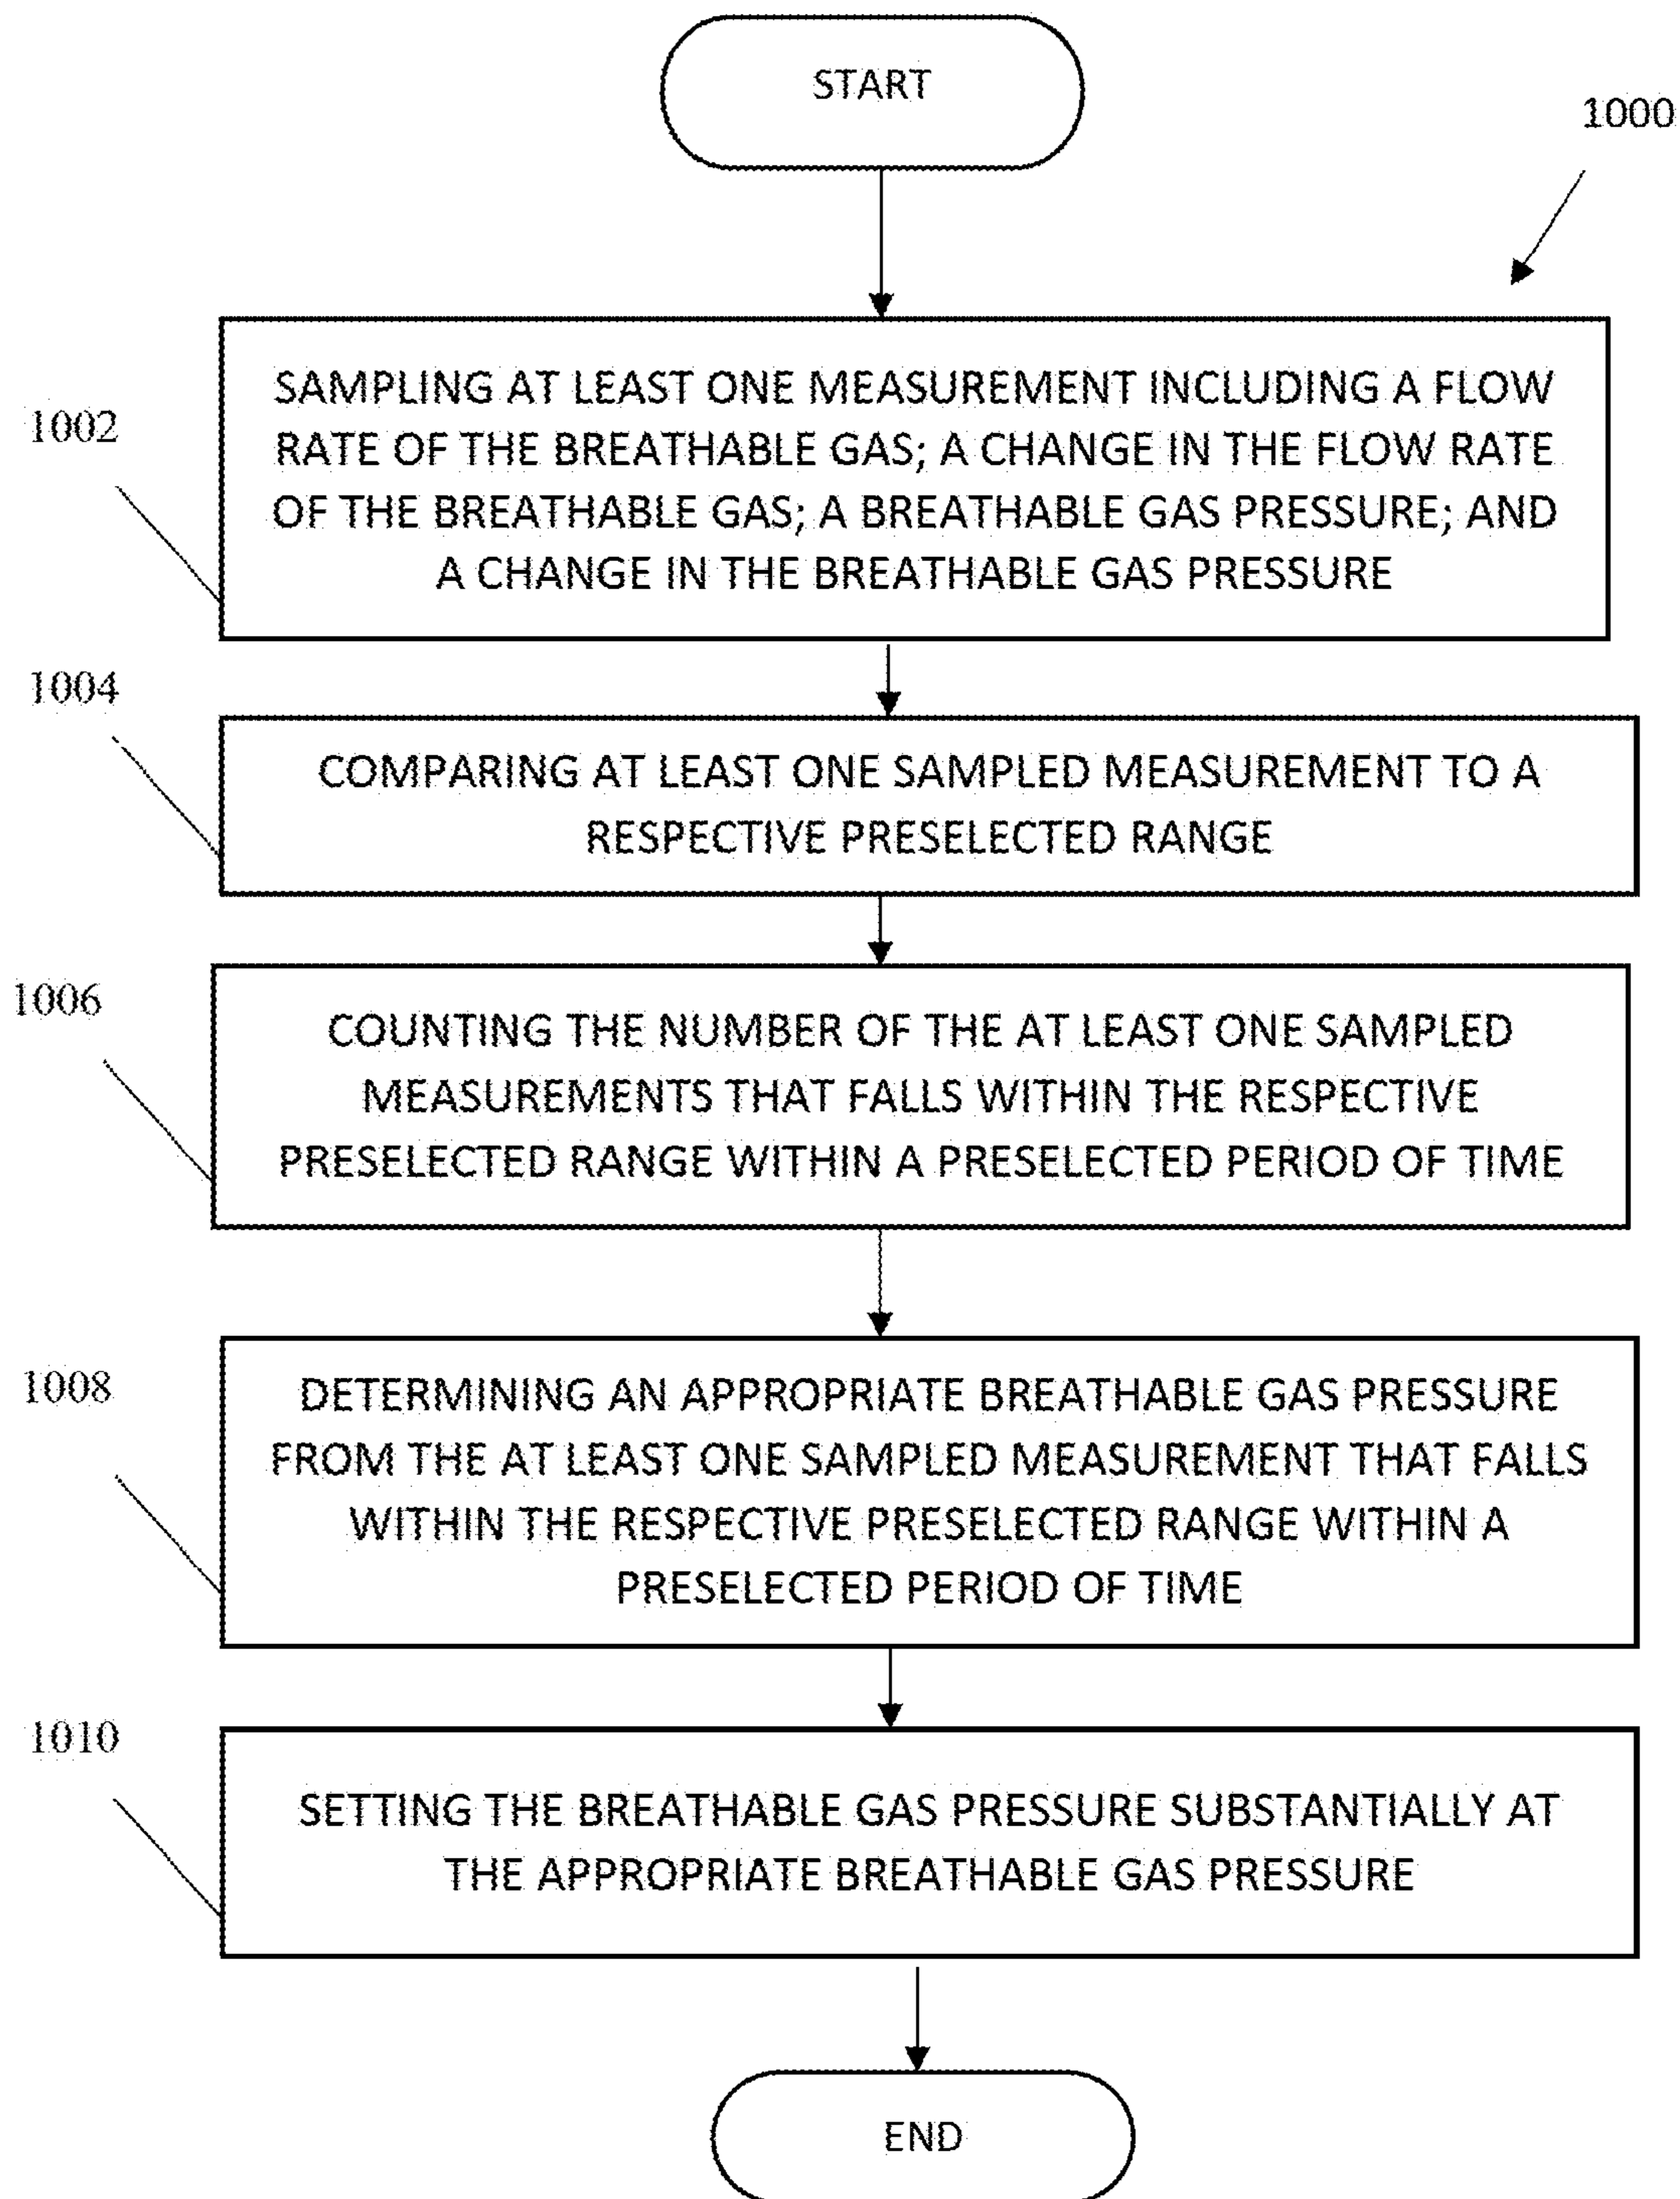 START
1000
SAMPLING AT LEAST ONE MEASUREMENT INCLUDING A FLOW
RATE OF THE BREATHABLE GAS; A CHANGE IN THE FLOW RATE
OF THE BREATHABLE GAS; A BREATHABLE GAS PRESSURE; AND
A CHANGE IN THE BREATHABLE GAS PRESSURE
1002
1004
COMPARING AT LEAST ONE SAMPLED MEASUREMENT TO A
RESPECTIVE PRESELECTED RANGE
1006
COUNTING THE NUMBER OF THE AT LEAST ONE SAMPLED
MEASUREMENTS THAT FALLS WITHIN THE RESPECTIVE
PRESELECTED RANGE WITHIN A PRESELECTED PERIOD OF TIME
1008
DETERMINING AN APPROPRIATE BREATHABLE GAS PRESSURE
FROM THE AT LEAST ONE SAMPLED MEASUREMENT THAT FALLS
WITHIN THE RESPECTIVE PRESELECTED RANGE WITHIN A
PRESELECTED PERIOD OF TIME
1010
SETTING THE BREATHABLE GAS PRESSURE SUBSTANTIALLY AT
THE APPROPRIATE BREATHABLE GAS PRESSURE
END